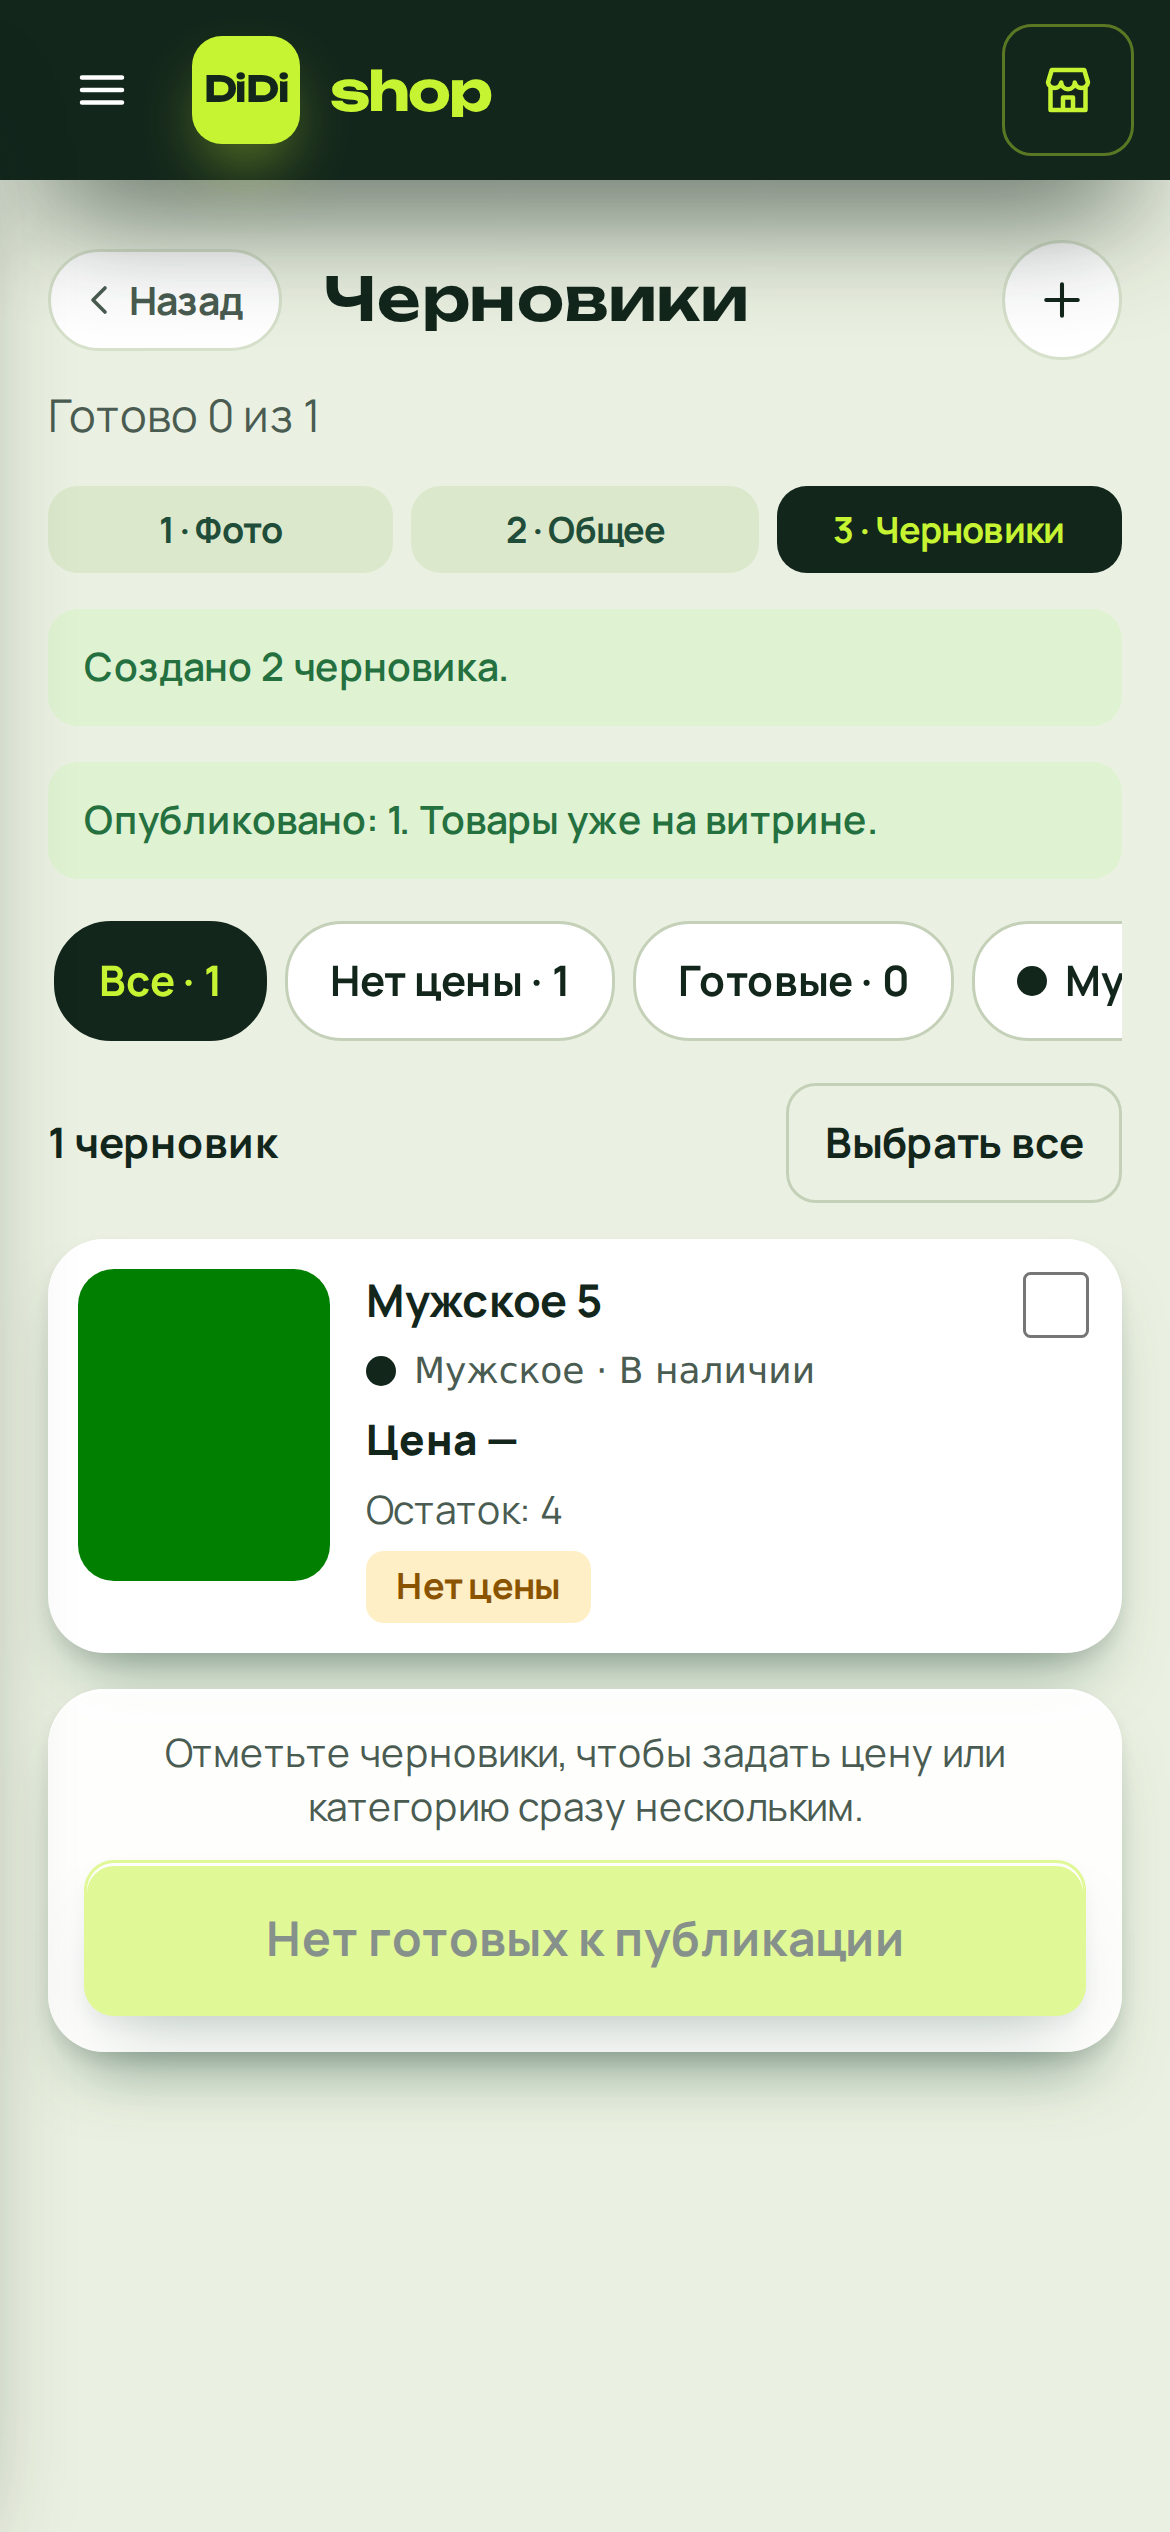 DiDi shop
Назад
Черновики
Готово 0 из 1
1 · Фото
2 · Общее
3 · Черновики
Создано 2 черновика.
Опубликовано: 1. Товары уже на витрине.
Все · 1
Нет цены · 1
Готовые · 0
Му
1 черновик
Выбрать все
Мужское 5
Мужское · В наличии
Цена —
Остаток: 4
Нет цены
Отметьте черновики, чтобы задать цену или
категорию сразу нескольким.
Нет готовых к публикации